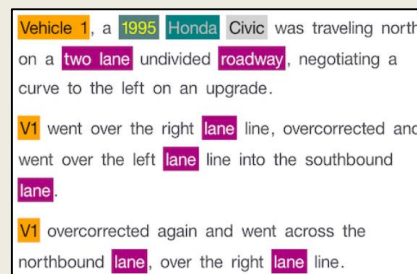 Vehicle 1, a 1995 Honda Civic was traveling north
on a two lane undivided roadway, negotiating a
curve to the left on an upgrade.
V1 went over the right lane line, overcorrected and
went over the left lane line into the southbound
lane.
V1 overcorrected again and went across the
northbound lane, over the right lane line.